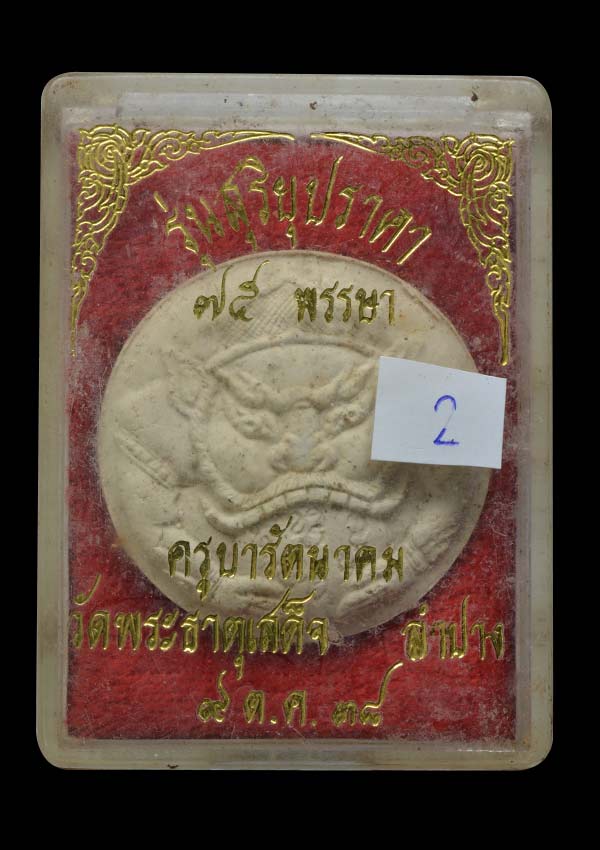 รุ่นสุริยุปราคา
๗๕ พรรษา
2
ครูบารัตนาคม
วัดพระธาตุเสด็จ ลำปาง
๙ ต.ค. ๓๘